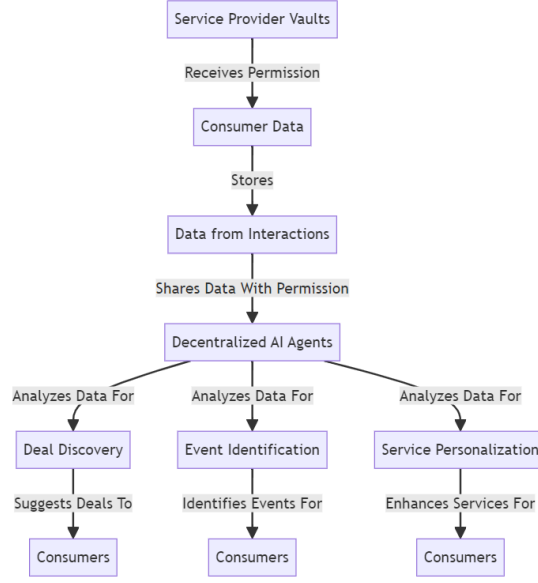 Service Provider Vaults
Receives Permission
Consumer Data
Stores
Data from Interactions
Shares Data With Permission
Decentralized AI Agents
Analyzes Data For
Analyzes Data For
Analyzes Data For
Deal Discovery
Event Identification
Service Personalization
Suggests Deals To
Identifies Events For
Enhances Services For
Consumers
Consumers
Consumers